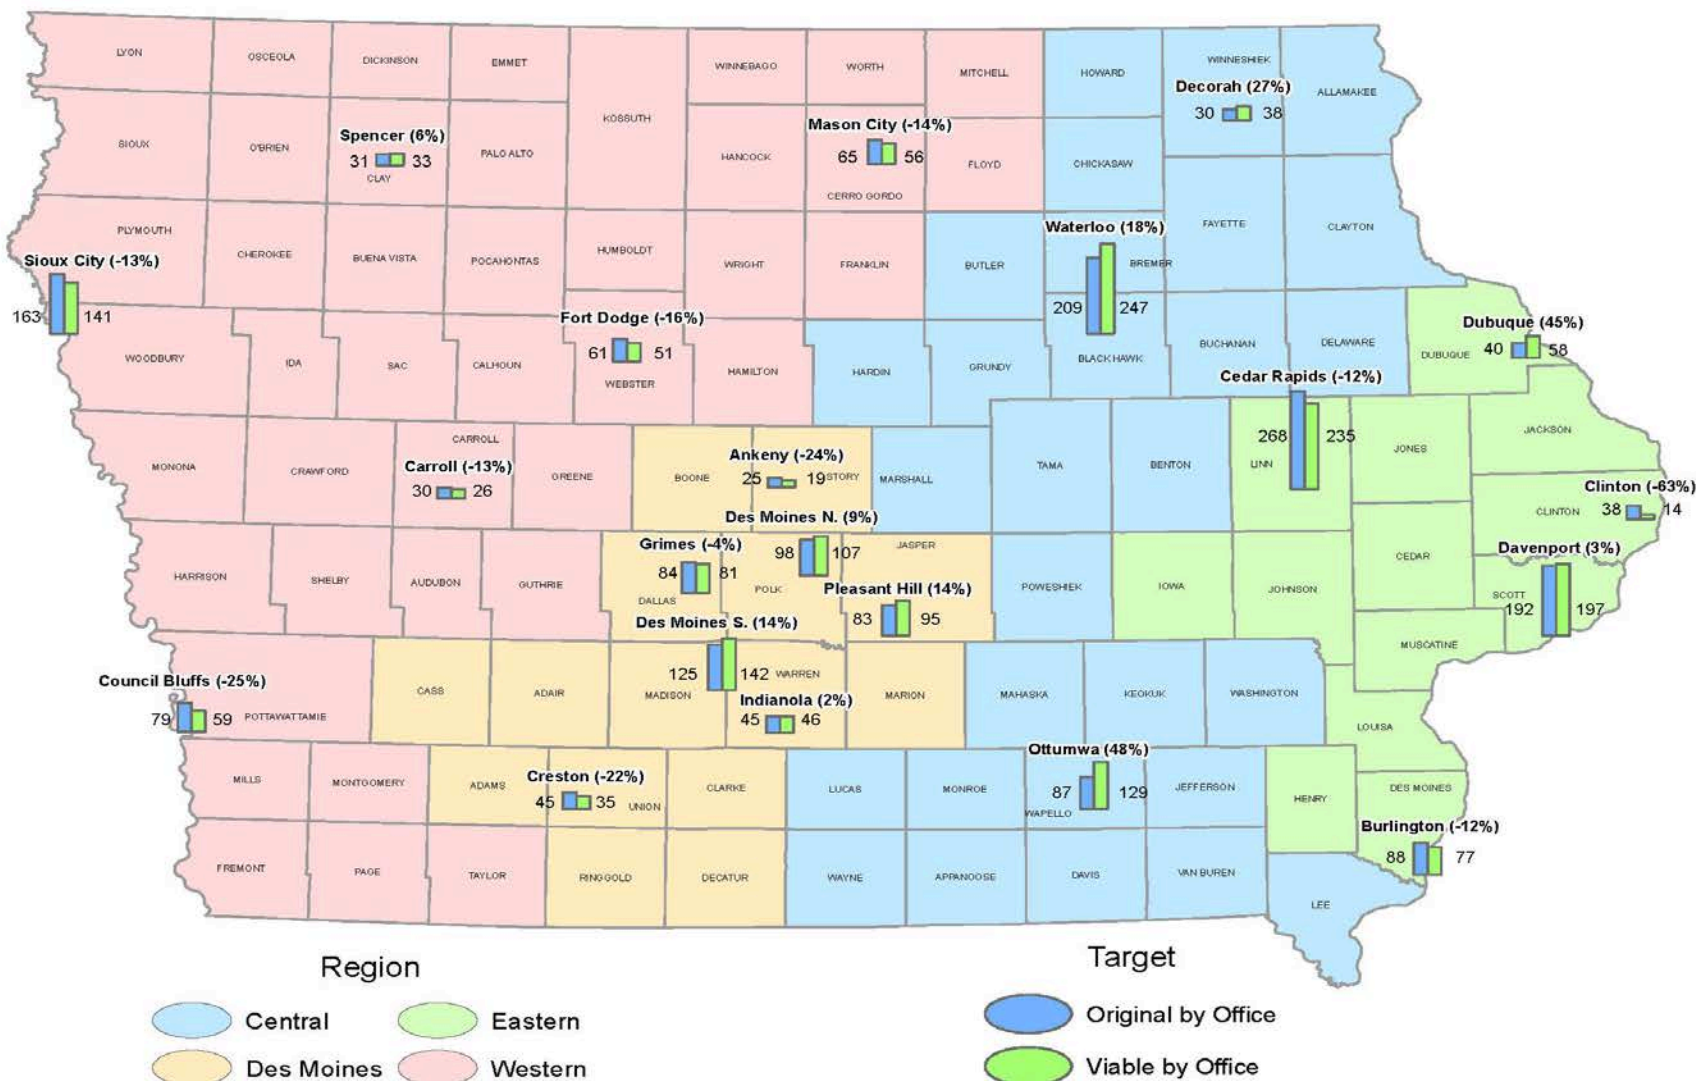 LYON
OSCEOLA
DICKINSON
EMMET
WINNEBAGO
WORTH
MITCHELL
HOWARD
WINNESHIEK
ALLAMAKEE
Decorah (27%)
30 38
KOSSUTH
Spencer (6%)
31 33
CLAY
Mason City (-14%)
65 56
CERRO GORDO
SIOUX
O'BRIEN
PALO ALTO
HANCOCK
FLOYD
CHICKASAW
PLYMOUTH
Sioux City (-13%)
163 141
CHEROKEE
BUENA VISTA
POCAHONTAS
HUMBOLDT
WRIGHT
FRANKLIN
BUTLER
Waterloo (18%)
BREMER
209 247
BLACK HAWK
FAYETTE
CLAYTON
Fort Dodge (-16%)
61 51
WEBSTER
WOODBURY
IDA
SAC
CALHOUN
HAMILTON
HARDIN
GRUNDY
BUCHANAN
DELAWARE
Dubuque (45%)
40 58
DUBUQUE
Cedar Rapids (-12%)
268 235
LINN
JONES
JACKSON
MONONA
CRAWFORD
CARROLL
Carroll (-13%)
30 26
GREENE
BOONE
Ankeny (-24%)
25 19
STORY
MARSHALL
TAMA
BENTON
Clinton (-63%)
38 14
CLINTON
Des Moines N. (9%)
98 107
JASPER
Grimes (-4%)
84 81
DALLAS
POLK
Pleasant Hill (14%)
83 95
HARRISON
SHELBY
AUDUBON
GUTHRIE
POWESHIEK
IOWA
JOHNSON
CEDAR
Davenport (3%)
SCOTT
192 197
MUSCATINE
Des Moines S. (14%)
125 142
WARREN
Indianola (2%)
45 46
Council Bluffs (-25%)
79 59
POTTAWATTAMIE
CASS
ADAIR
MADISON
MARION
MAHASKA
KEOKUK
WASHINGTON
LOUISA
MILLS
MONTGOMERY
ADAMS
Creston (-22%)
45 35
UNION
CLARKE
LUCAS
MONROE
Ottumwa (48%)
87 129
WAPELLO
JEFFERSON
HENRY
DES MOINES
Burlington (-12%)
88 77
FREMONT
PAGE
TAYLOR
RINGGOLD
DECATUR
WAYNE
APPANOOSE
DAVIS
VAN BUREN
LEE
Region
Central
Eastern
Des Moines
Western
Target
Original by Office
Viable by Office